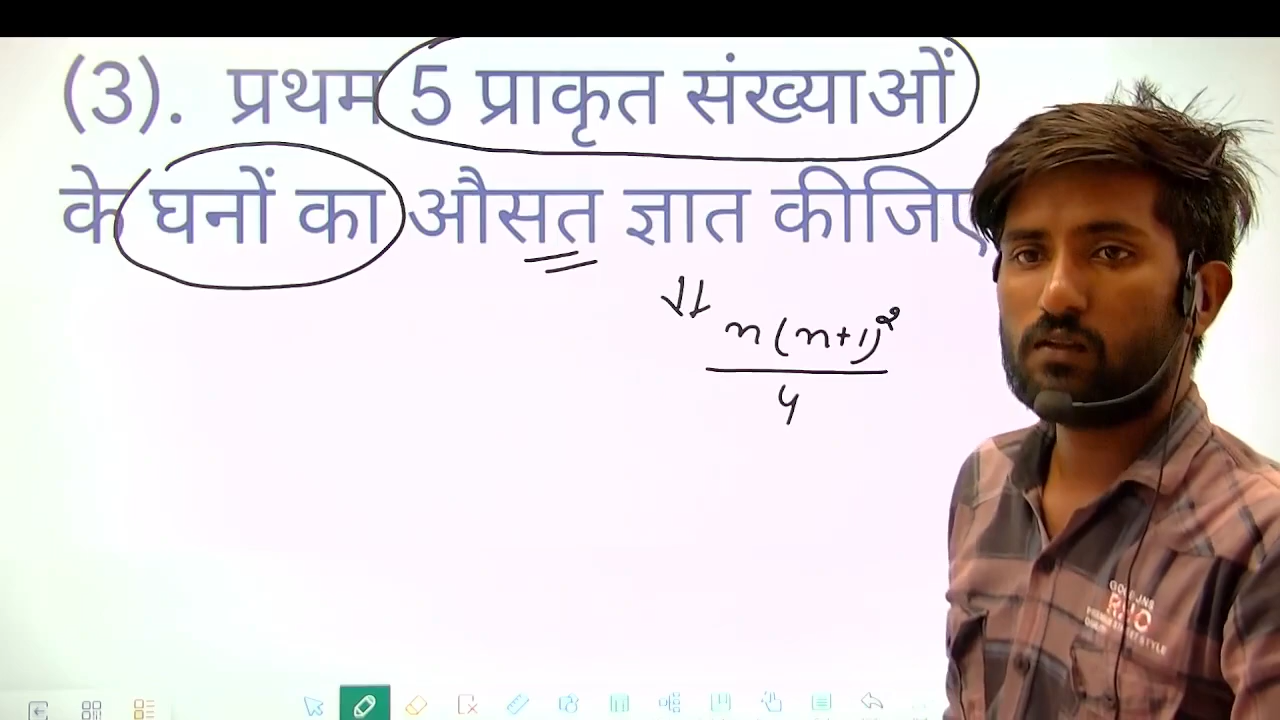 (3). प्रथम 5 प्राकृत संख्याओं
के घनों का औसत ज्ञात कीजिए
n(n+1)²
4